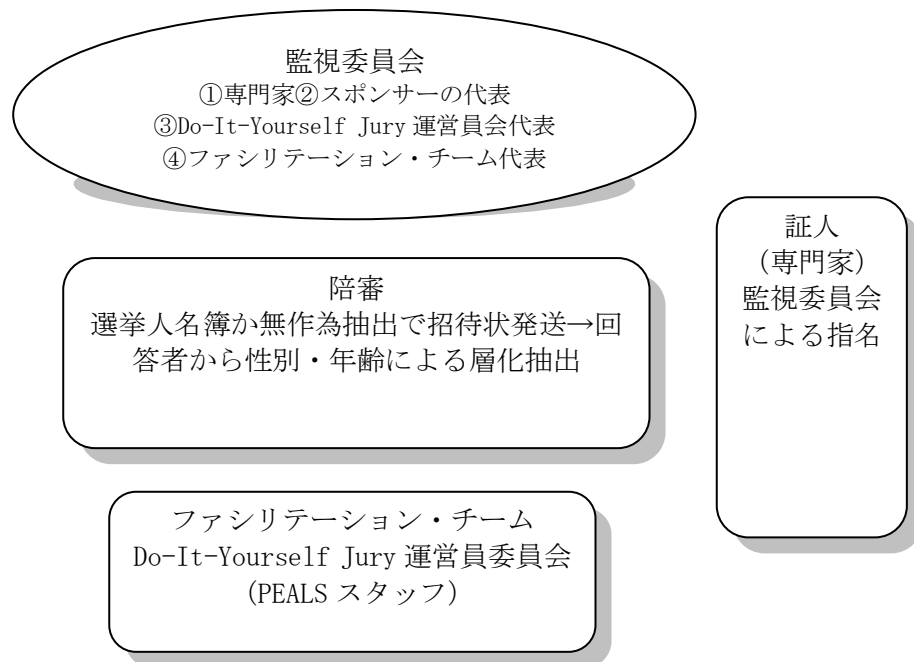 監視委員会
①専門家②スポンサーの代表
③Do-It-Yourself Jury 運営員会代表
④ファシリテーション・チーム代表
陪審
選挙人名簿か無作為抽出で招待状発送→回
答者から性別・年齢による層化抽出
証人
（専門家）
監視委員会
による指名
ファシリテーション・チーム
Do-It-Yourself Jury 運営員委員会
（PEALS スタッフ）